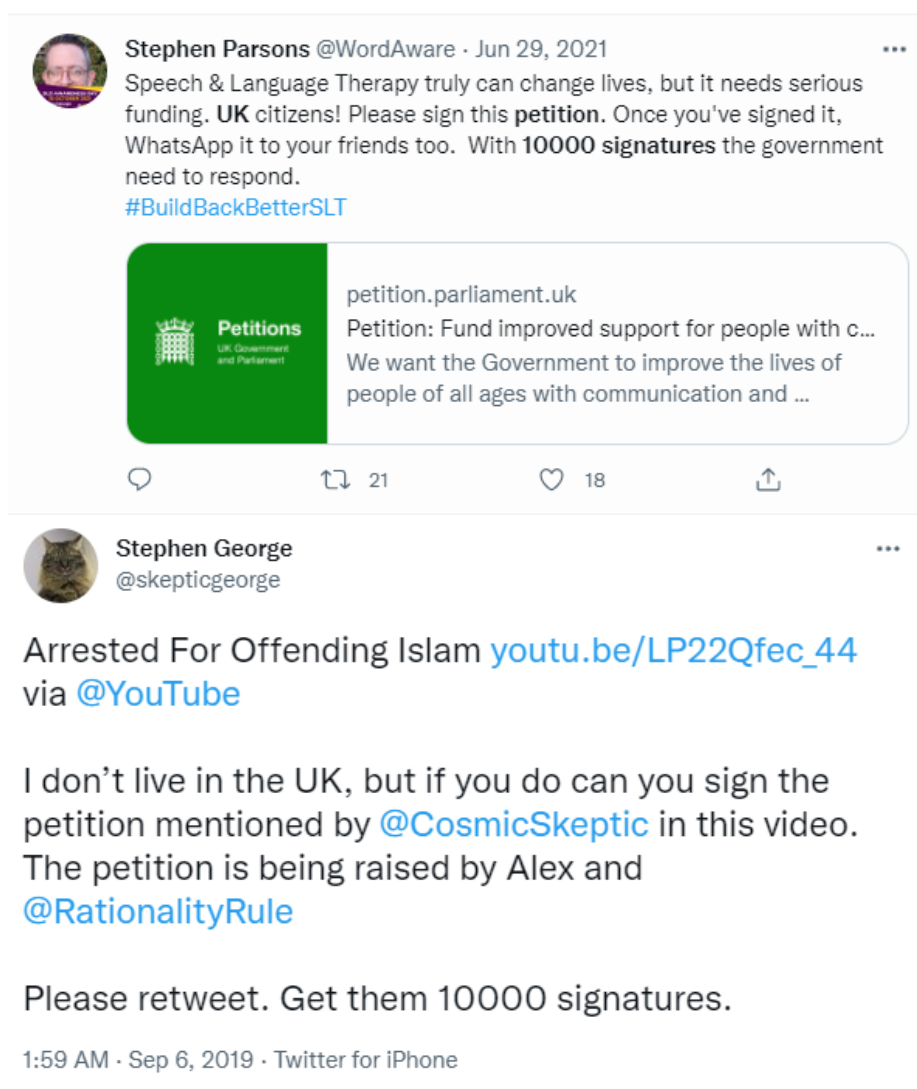 Stephen Parsons @WordAware · Jun 29, 2021
Speech & Language Therapy truly can change lives, but it needs serious
funding. UK citizens! Please sign this petition. Once you've signed it,
WhatsApp it to your friends too. With 10000 signatures the government
need to respond.
#BuildBackBetterSLT
Petitions
UK Government
and Parliament
petition.parliament.uk
Petition: Fund improved support for people with c...
We want the Government to improve the lives of
people of all ages with communication and ...
21
18
Stephen George
@skepticgeorge
Arrested For Offending Islam youtu.be/LP22Qfec_44
via @YouTube
I don’t live in the UK, but if you do can you sign the
petition mentioned by @CosmicSkeptic in this video.
The petition is being raised by Alex and
@RationalityRule
Please retweet. Get them 10000 signatures.
1:59 AM · Sep 6, 2019 · Twitter for iPhone